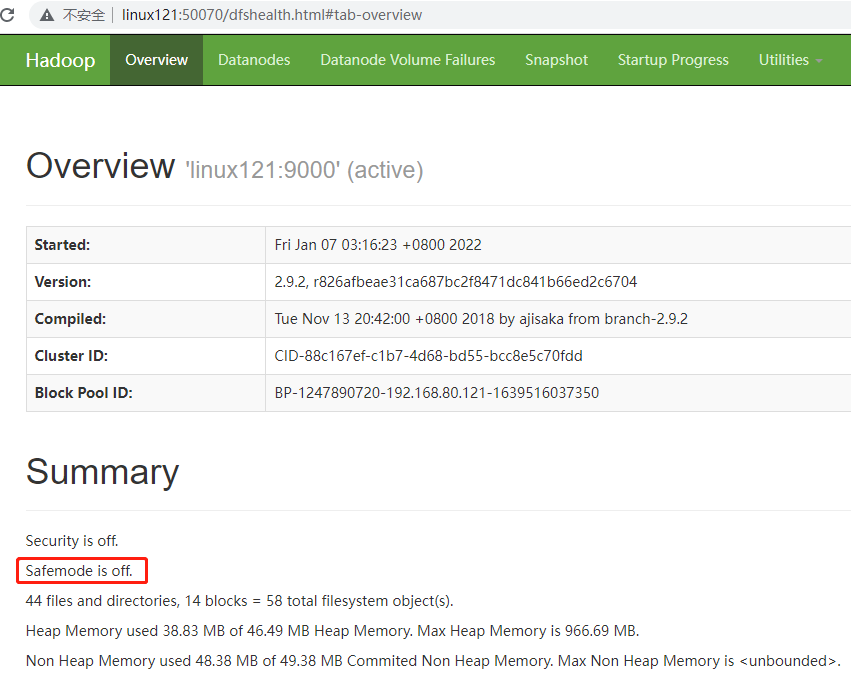 不安全 linux121:50070/dfshealth.html#tab-overview
Hadoop Overview Datanodes Datanode Volume Failures Snapshot Startup Progress Utilities
Overview 'linux121:9000' (active)
Started: Fri Jan 07 03:16:23 +0800 2022
Version: 2.9.2, r826afbeae31ca687bc2f8471dc841b66ed2c6704
Compiled: Tue Nov 13 20:42:00 +0800 2018 by ajisaka from branch-2.9.2
Cluster ID: CID-88c167ef-c1b7-4d68-bd55-bcc8e5c70fdd
Block Pool ID: BP-1247890720-192.168.80.121-1639516037350
Summary
Security is off.
Safemode is off.
44 files and directories, 14 blocks = 58 total filesystem object(s).
Heap Memory used 38.83 MB of 46.49 MB Heap Memory. Max Heap Memory is 966.69 MB.
Non Heap Memory used 48.38 MB of 49.38 MB Commited Non Heap Memory. Max Non Heap Memory is <unbounded>.